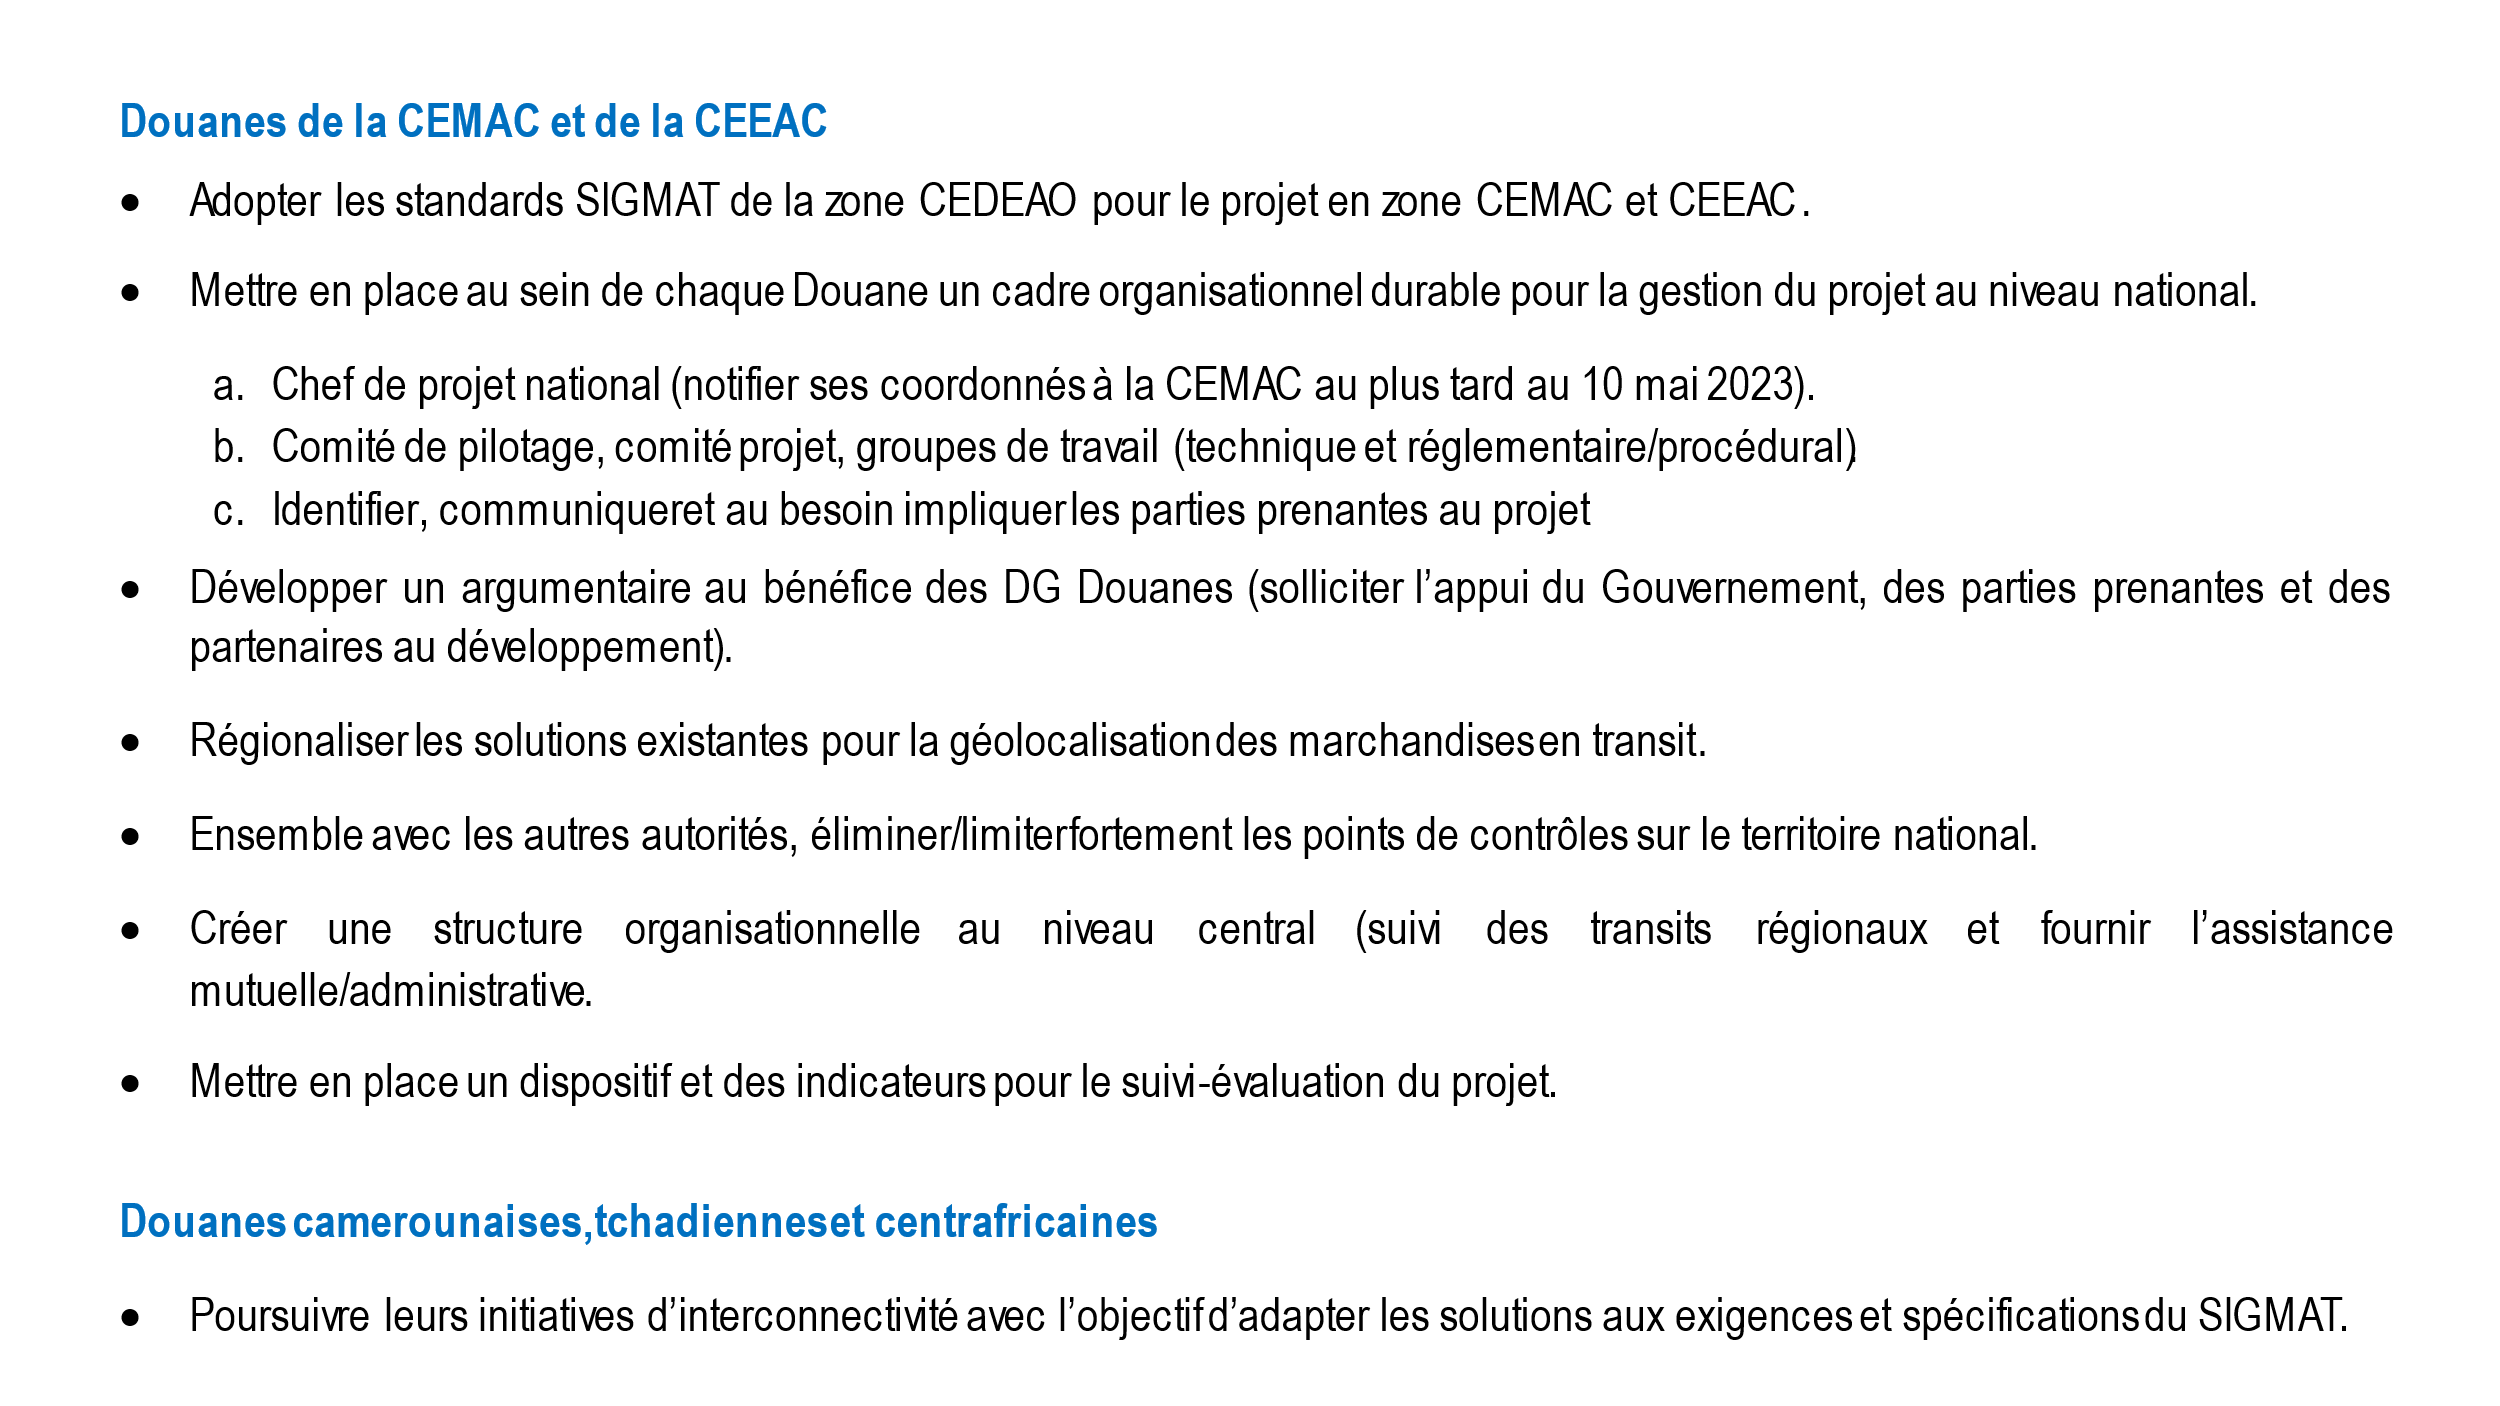 Douanes de la CEMAC et de la CEEAC
• Adopter les standards SIGMAT de la zone CEDEAO pour le projet en zone CEMAC et CEEAC.
• Mettre en place au sein de chaque Douane un cadre organisationnel durable pour la gestion du projet au niveau national.
a. Chef de projet national (notifier ses coordonnés à la CEMAC au plus tard au 10 mai 2023).
b. Comité de pilotage, comité projet, groupes de travail (technique et réglementaire/procédural).
c. Identifier, communiquer et au besoin impliquer les parties prenantes au projet
• Développer un argumentaire au bénéfice des DG Douanes (solliciter l’appui du Gouvernement, des parties prenantes et des
partenaires au développement).
• Régionaliser les solutions existantes pour la géolocalisation des marchandises en transit.
• Ensemble avec les autres autorités, éliminer/limiter fortement les points de contrôles sur le territoire national.
• Créer une structure organisationnelle au niveau central (suivi des transits régionaux et fournir l’assistance
mutuelle/administrative.
• Mettre en place un dispositif et des indicateurs pour le suivi-évaluation du projet.
Douanes camerounaises, tchadiennes et centrafricaines
• Poursuivre leurs initiatives d’interconnectivité avec l’objectif d’adapter les solutions aux exigences et spécifications du SIGMAT.